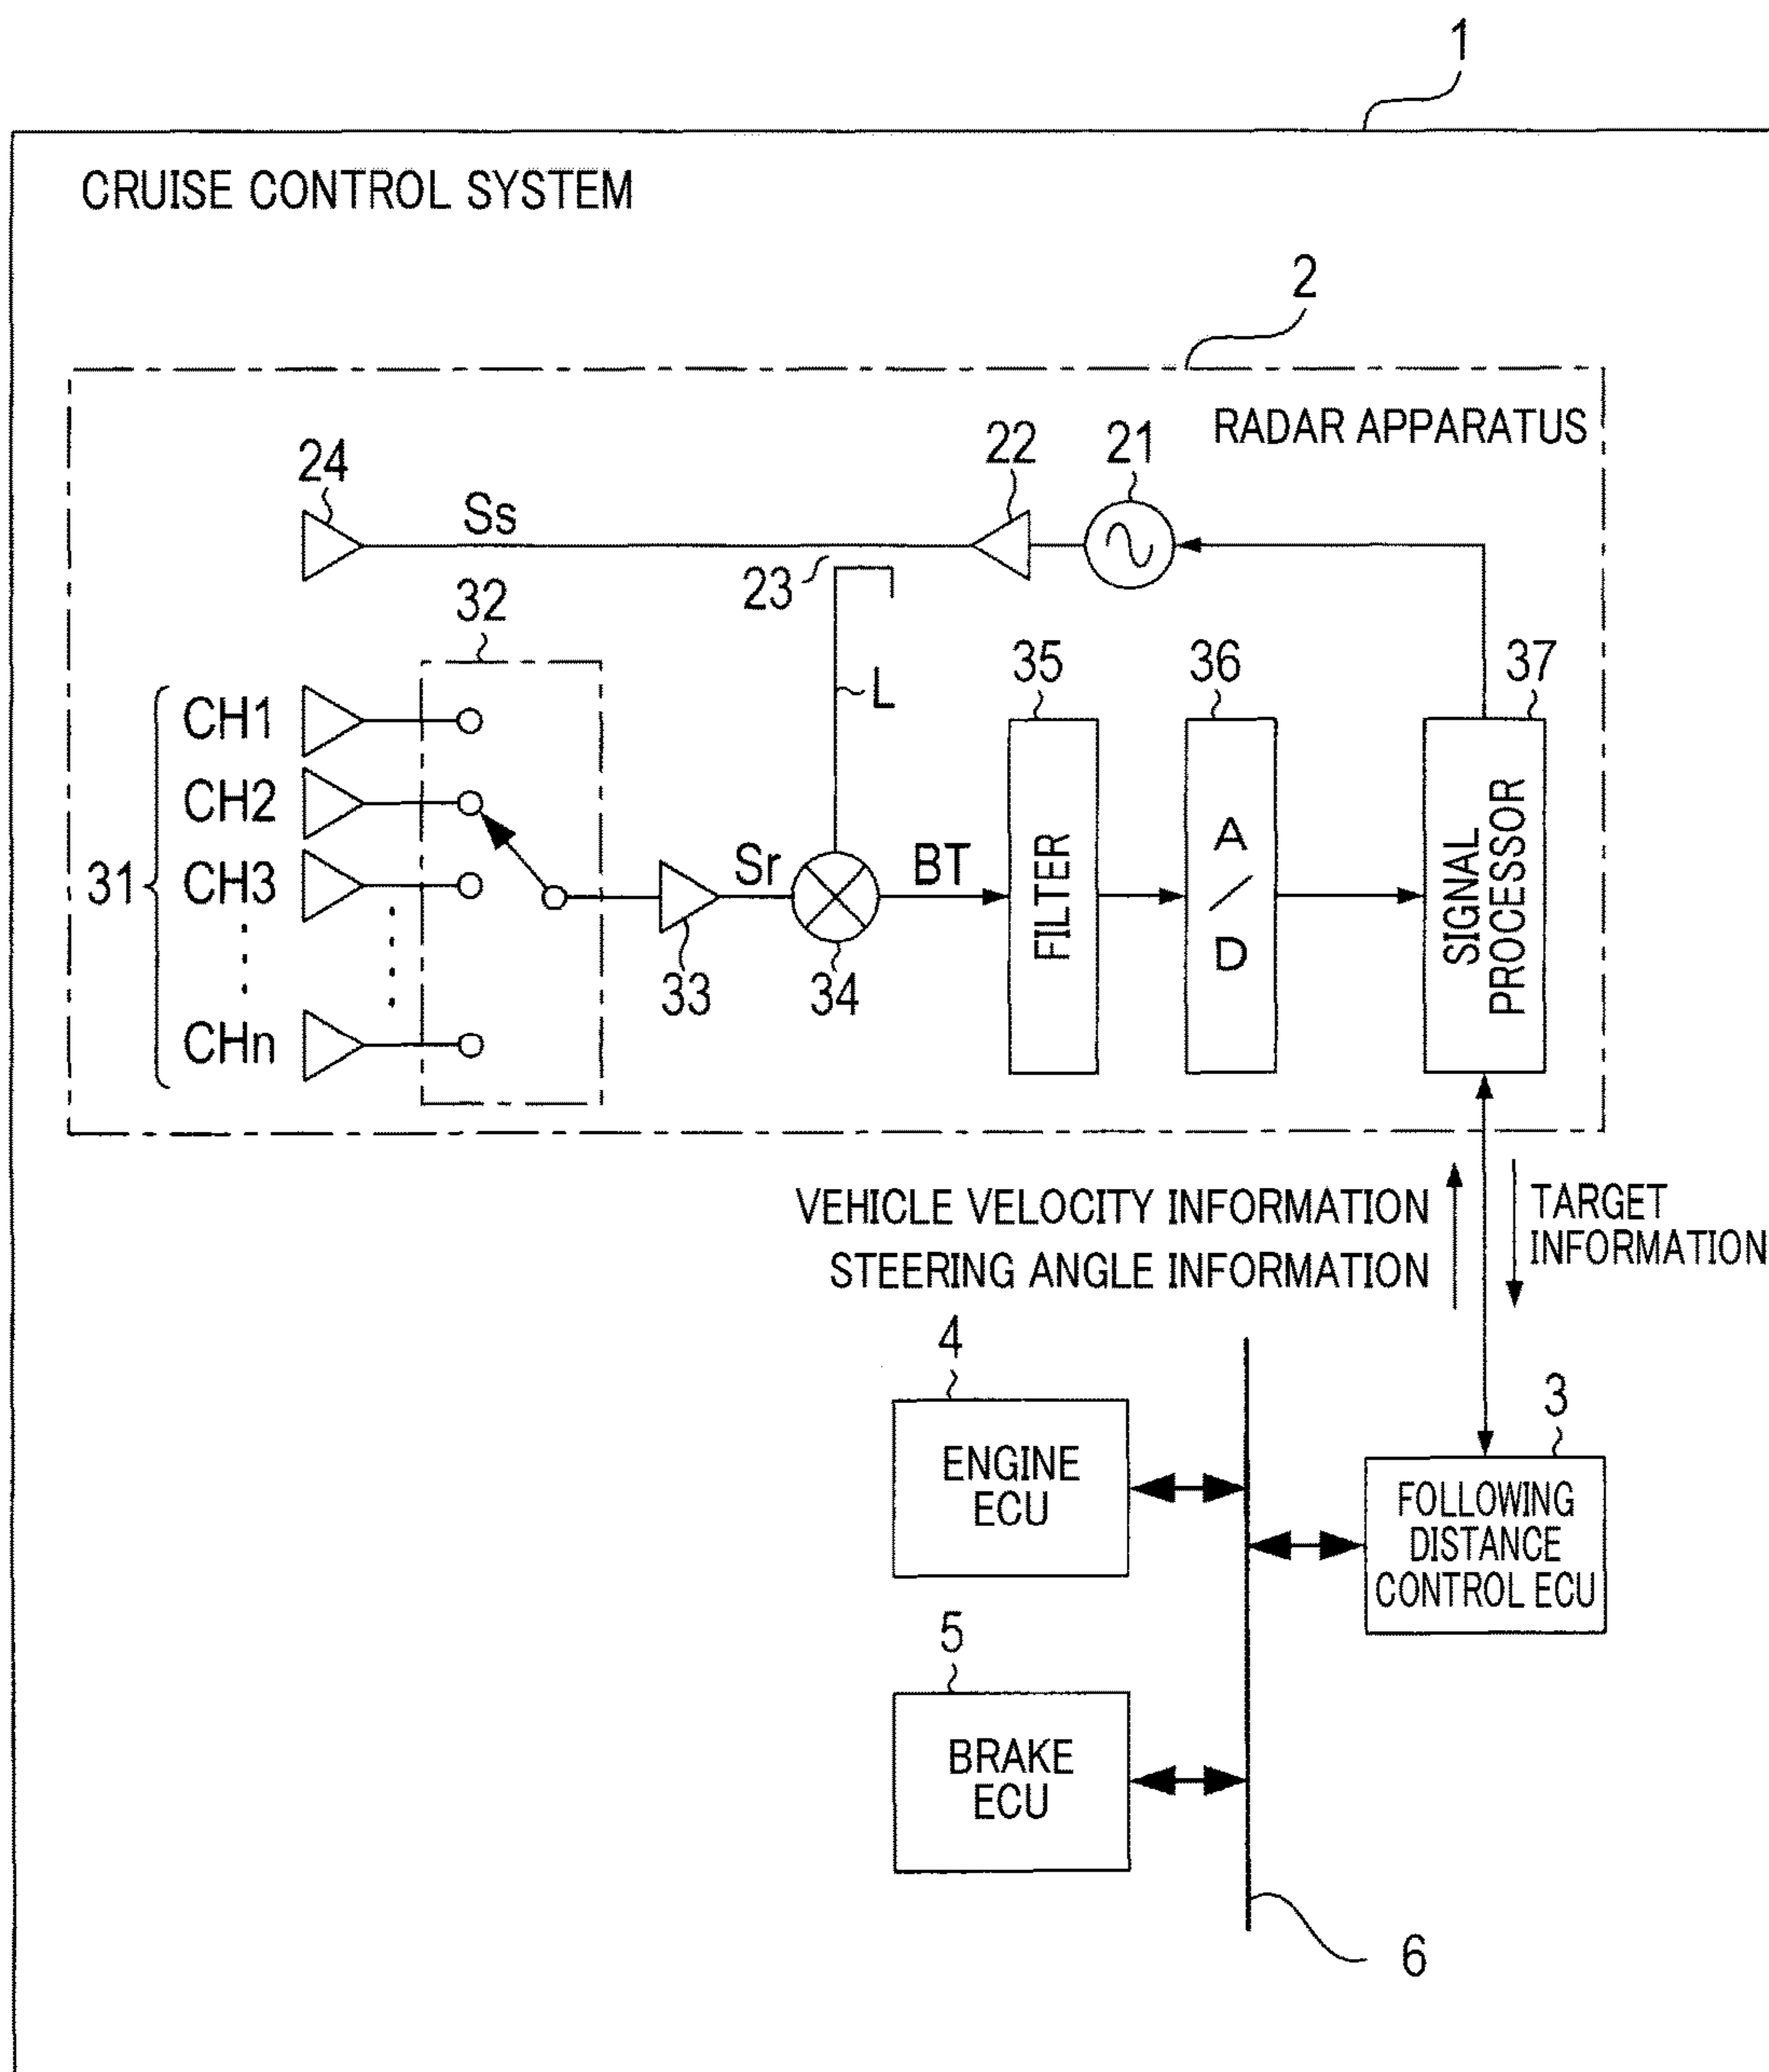 1
CRUISE CONTROL SYSTEM
2
RADAR APPARATUS
24
Ss
22
21
23
32
L
35
36
37
CH1
CH2
CH3
CHn
31
33
Sr
34
BT
FILTER
A/D
SIGNAL
PROCESSOR
VEHICLE VELOCITY INFORMATION
STEERING ANGLE INFORMATION
TARGET
INFORMATION
4
ENGINE
ECU
3
FOLLOWING
DISTANCE
CONTROL ECU
5
BRAKE
ECU
6